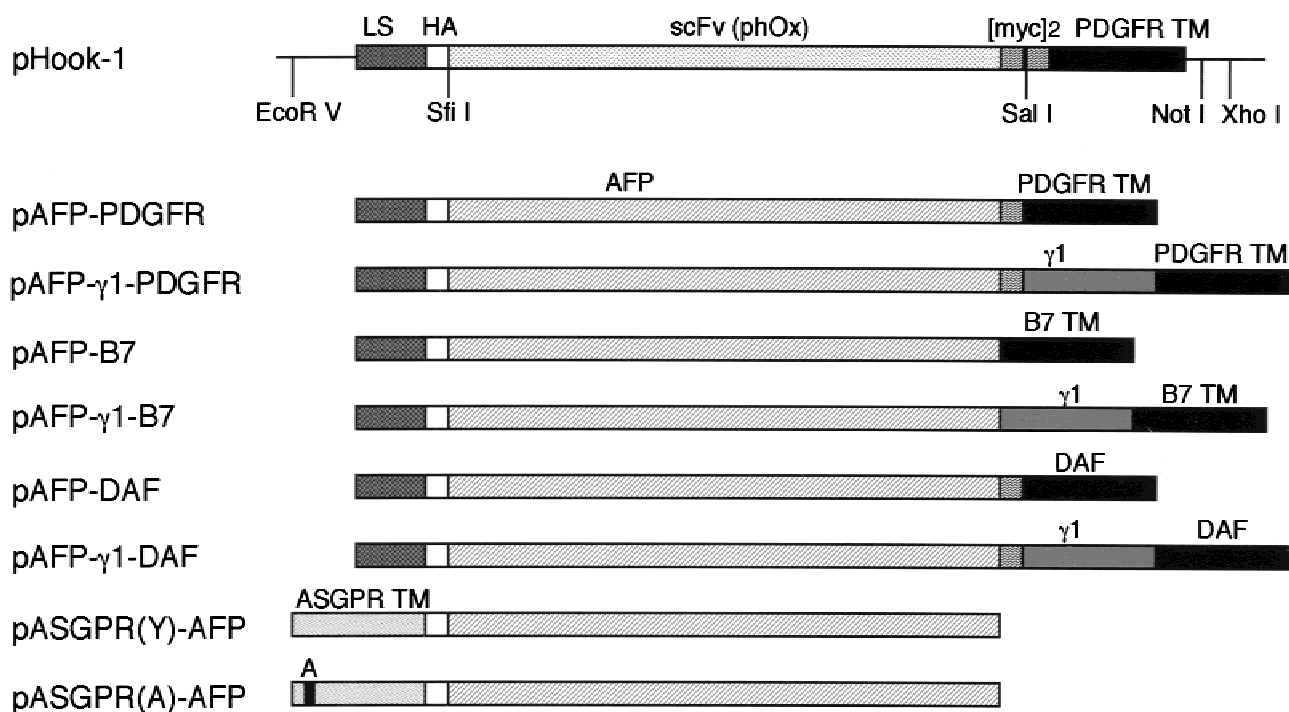 LS HA scFv (phOx) [myc]2 PDGFR TM
pHook-1
EcoR V Sfi I Sal I Not I Xho I
AFP PDGFR TM
pAFP-PDGFR
γ1 PDGFR TM
pAFP-γ1-PDGFR
B7 TM
pAFP-B7
γ1 B7 TM
pAFP-γ1-B7
DAF
pAFP-DAF
γ1 DAF
pAFP-γ1-DAF
ASGPR TM
pASGPR(Y)-AFP
A
pASGPR(A)-AFP